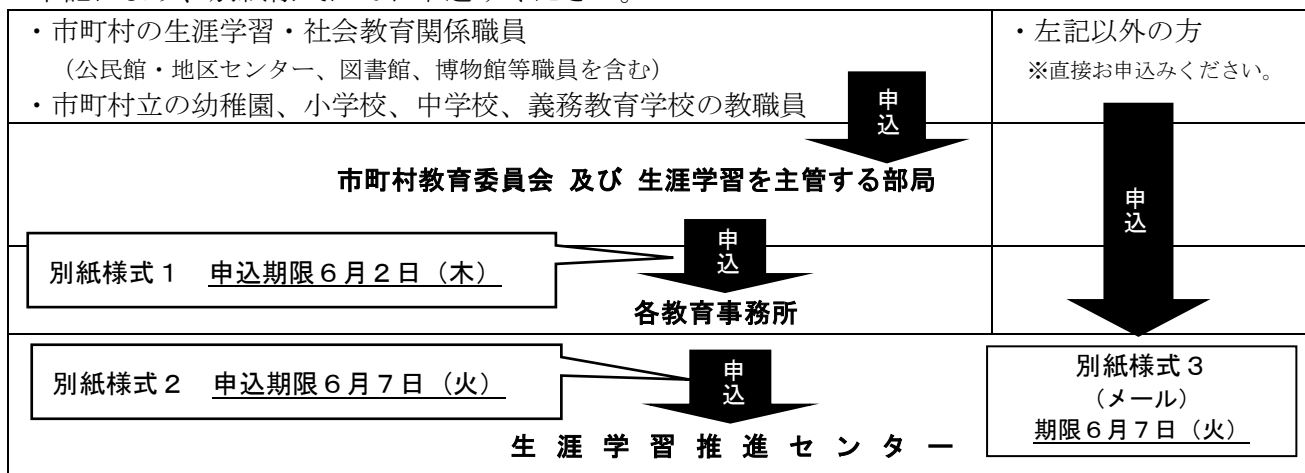 ・市町村の生涯学習・社会教育関係職員
（公民館・地区センター、図書館、博物館等職員を含む）
・市町村立の幼稚園、小学校、中学校、義務教育学校の教職員
申込
・左記以外の方
※直接お申込みください。
市町村教育委員会 及び 生涯学習を主管する部局
申込
申込
別紙様式１　申込期限６月２日（木）
各教育事務所
別紙様式２　申込期限６月７日（火）
申込
生涯学習推進センター
別紙様式３
（メール）
期限６月７日（火）